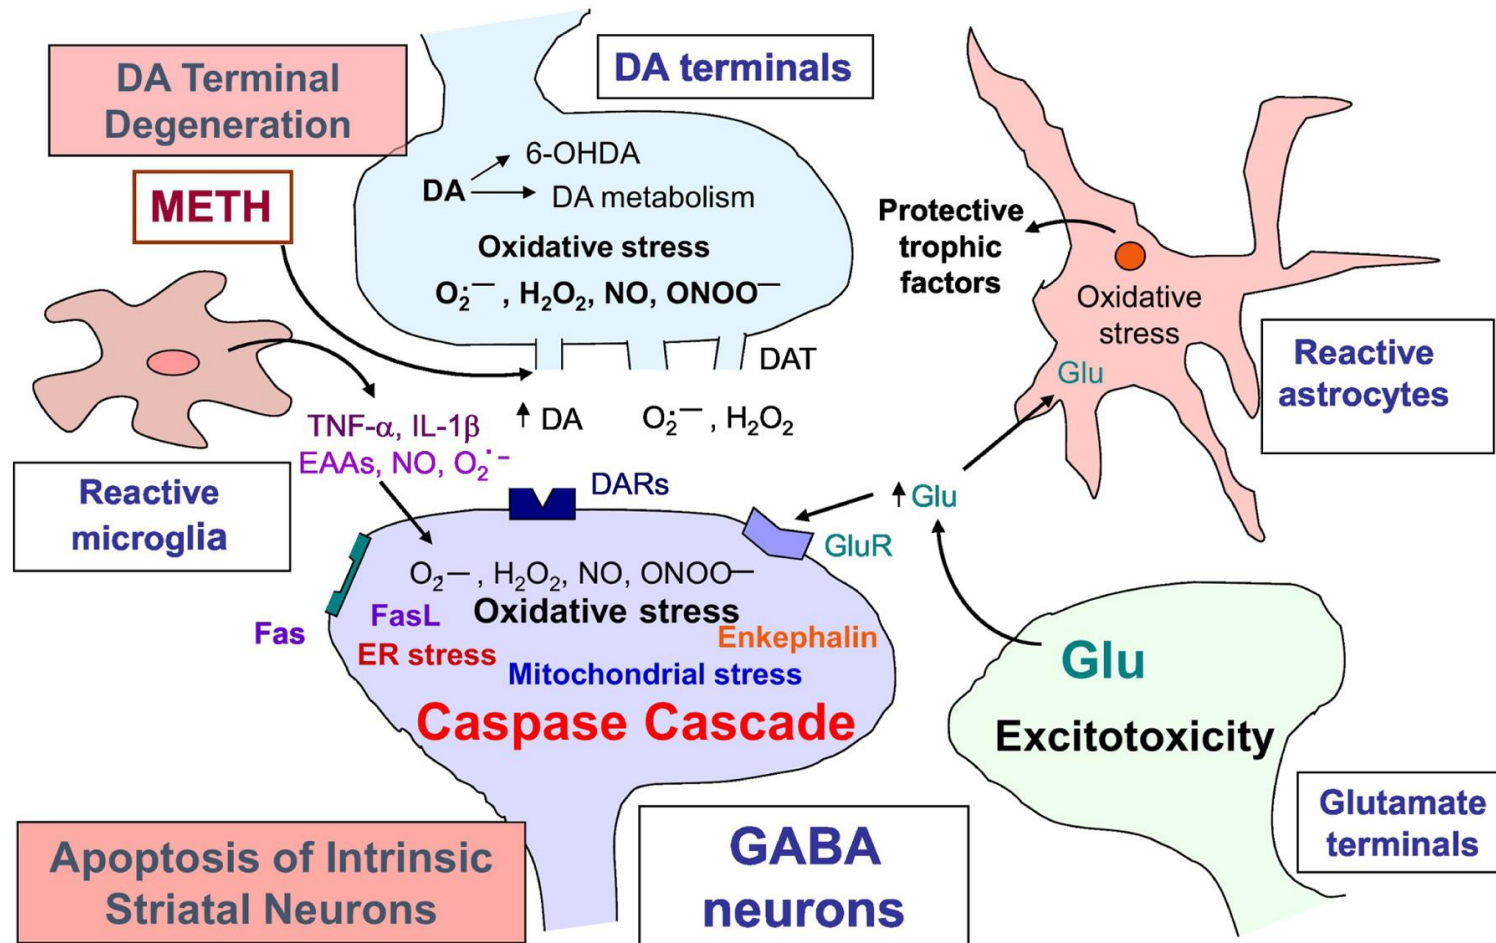 DA Terminal
Degeneration
DA terminals
METH
6-OHDA
DA
DA metabolism
Oxidative stress
O₂·̄ , H₂O₂, NO, ONOO—
DAT
↑ DA
O₂·̄ , H₂O₂
Protective
trophic
factors
Oxidative
stress
Glu
Reactive
astrocytes
TNF-α, IL-1β
EAAs, NO, O₂·−
Reactive
microglia
DARs
↑ Glu
GluR
O₂·— , H₂O₂, NO, ONOO—
Fas
FasL
Oxidative stress
Enkephalin
ER stress
Mitochondrial stress
Caspase Cascade
Glu
Excitotoxicity
Glutamate
terminals
Apoptosis of Intrinsic
Striatal Neurons
GABA
neurons